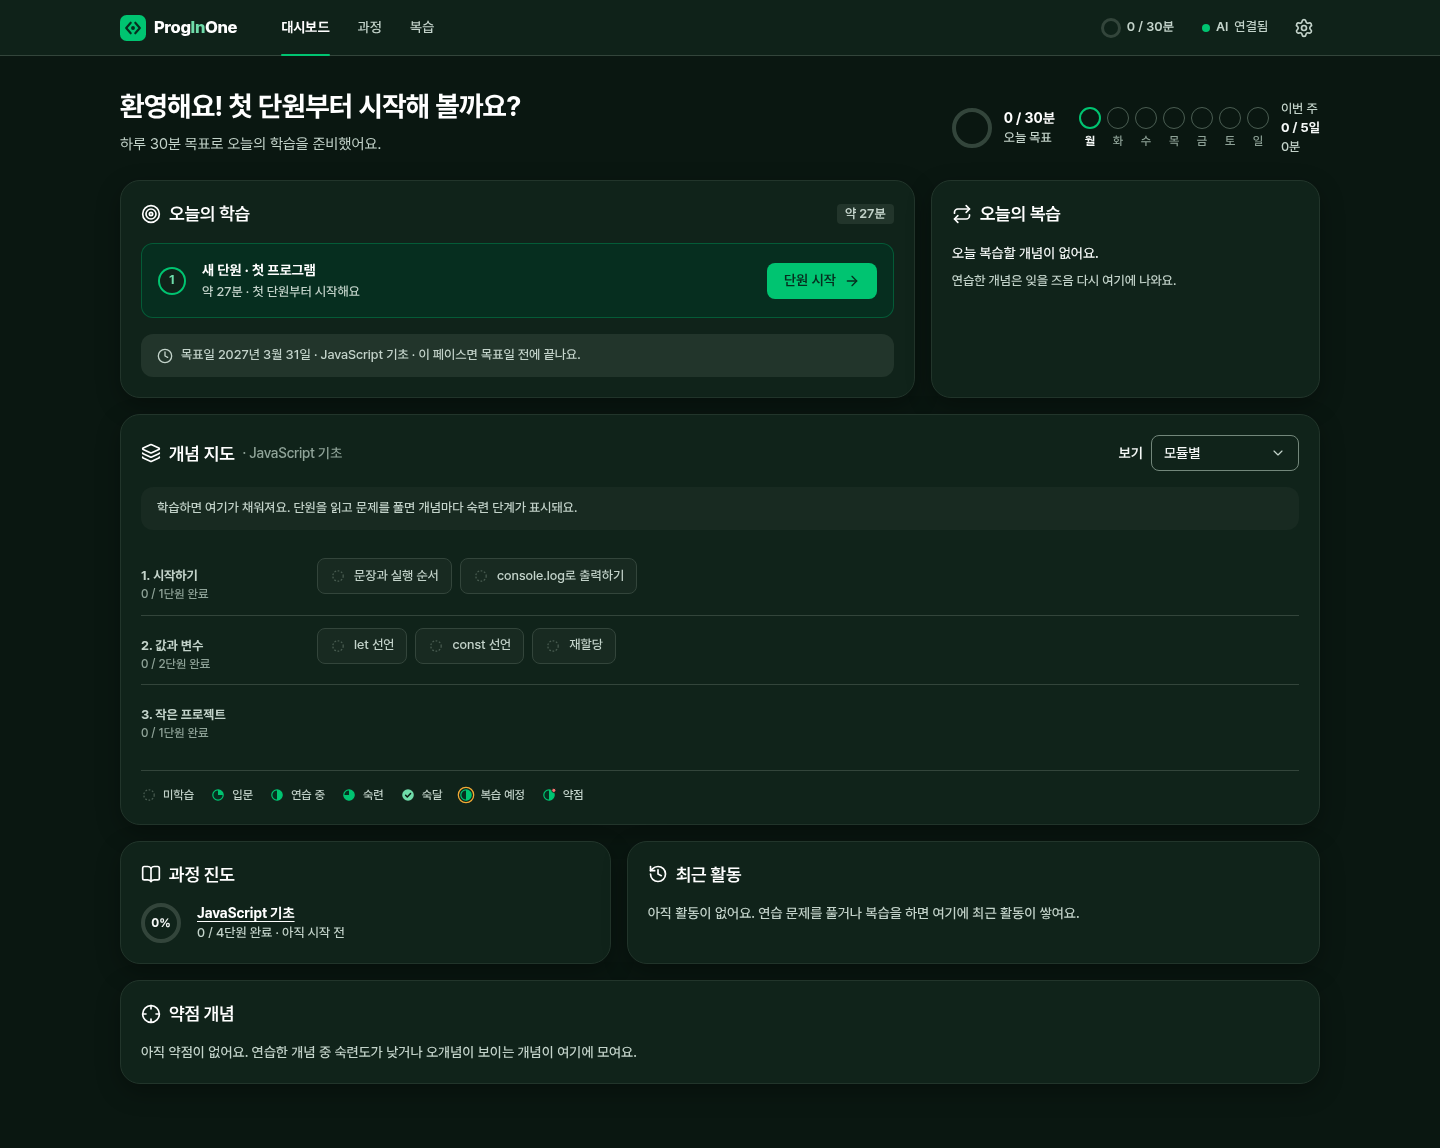 ProgInOne
대시보드
과정
복습
0 / 30분
AI 연결됨
환영해요! 첫 단원부터 시작해 볼까요?
하루 30분 목표로 오늘의 학습을 준비했어요.
0 / 30분
오늘 목표
월 화 수 목 금 토 일
이번 주
0 / 5일
0분
오늘의 학습
약 27분
1
새 단원 · 첫 프로그램
약 27분 · 첫 단원부터 시작해요
단원 시작
목표일 2027년 3월 31일 · JavaScript 기초 · 이 페이스면 목표일 전에 끝나요.
오늘의 복습
오늘 복습할 개념이 없어요.
연습한 개념은 잊을 즈음 다시 여기에 나와요.
개념 지도 · JavaScript 기초
보기
모듈별
학습하면 여기가 채워져요. 단원을 읽고 문제를 풀면 개념마다 숙련 단계가 표시돼요.
1. 시작하기
0 / 1단원 완료
문장과 실행 순서
console.log로 출력하기
2. 값과 변수
0 / 2단원 완료
let 선언
const 선언
재할당
3. 작은 프로젝트
0 / 1단원 완료
미학습
입문
연습 중
숙련
숙달
복습 예정
약점
과정 진도
0%
JavaScript 기초
0 / 4단원 완료 · 아직 시작 전
최근 활동
아직 활동이 없어요. 연습 문제를 풀거나 복습을 하면 여기에 최근 활동이 쌓여요.
약점 개념
아직 약점이 없어요. 연습한 개념 중 숙련도가 낮거나 오개념이 보이는 개념이 여기에 모여요.